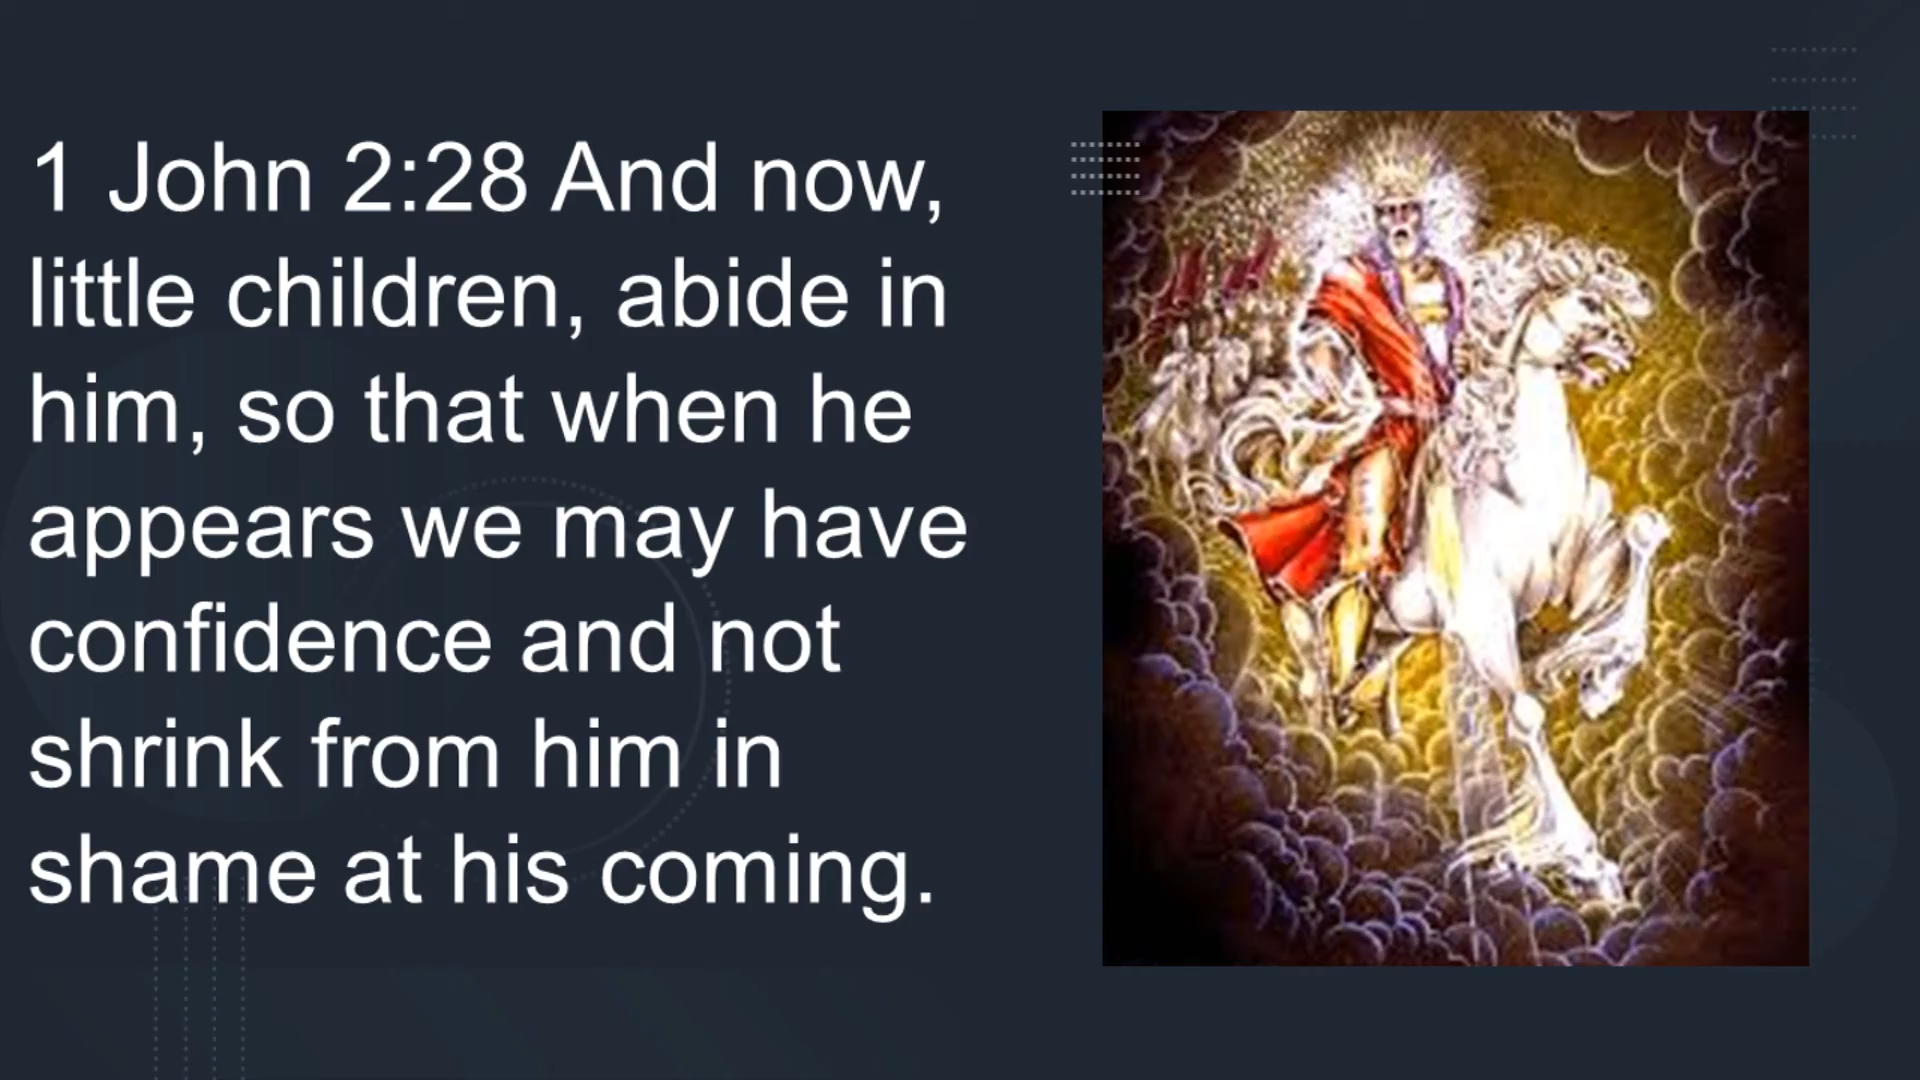 1 John 2:28 And now,
little children, abide in
him, so that when he
appears we may have
confidence and not
shrink from him in
shame at his coming.